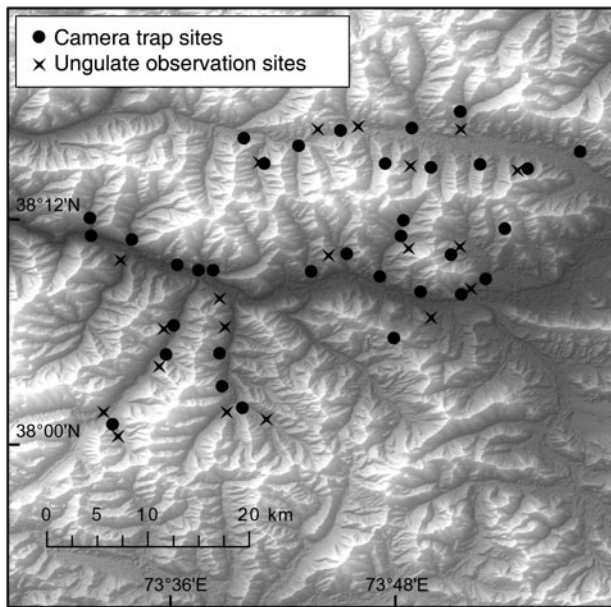 Camera trap sites
Ungulate observation sites
38°12'N
38°00'N
0 5 10 20 km
73°36'E
73°48'E